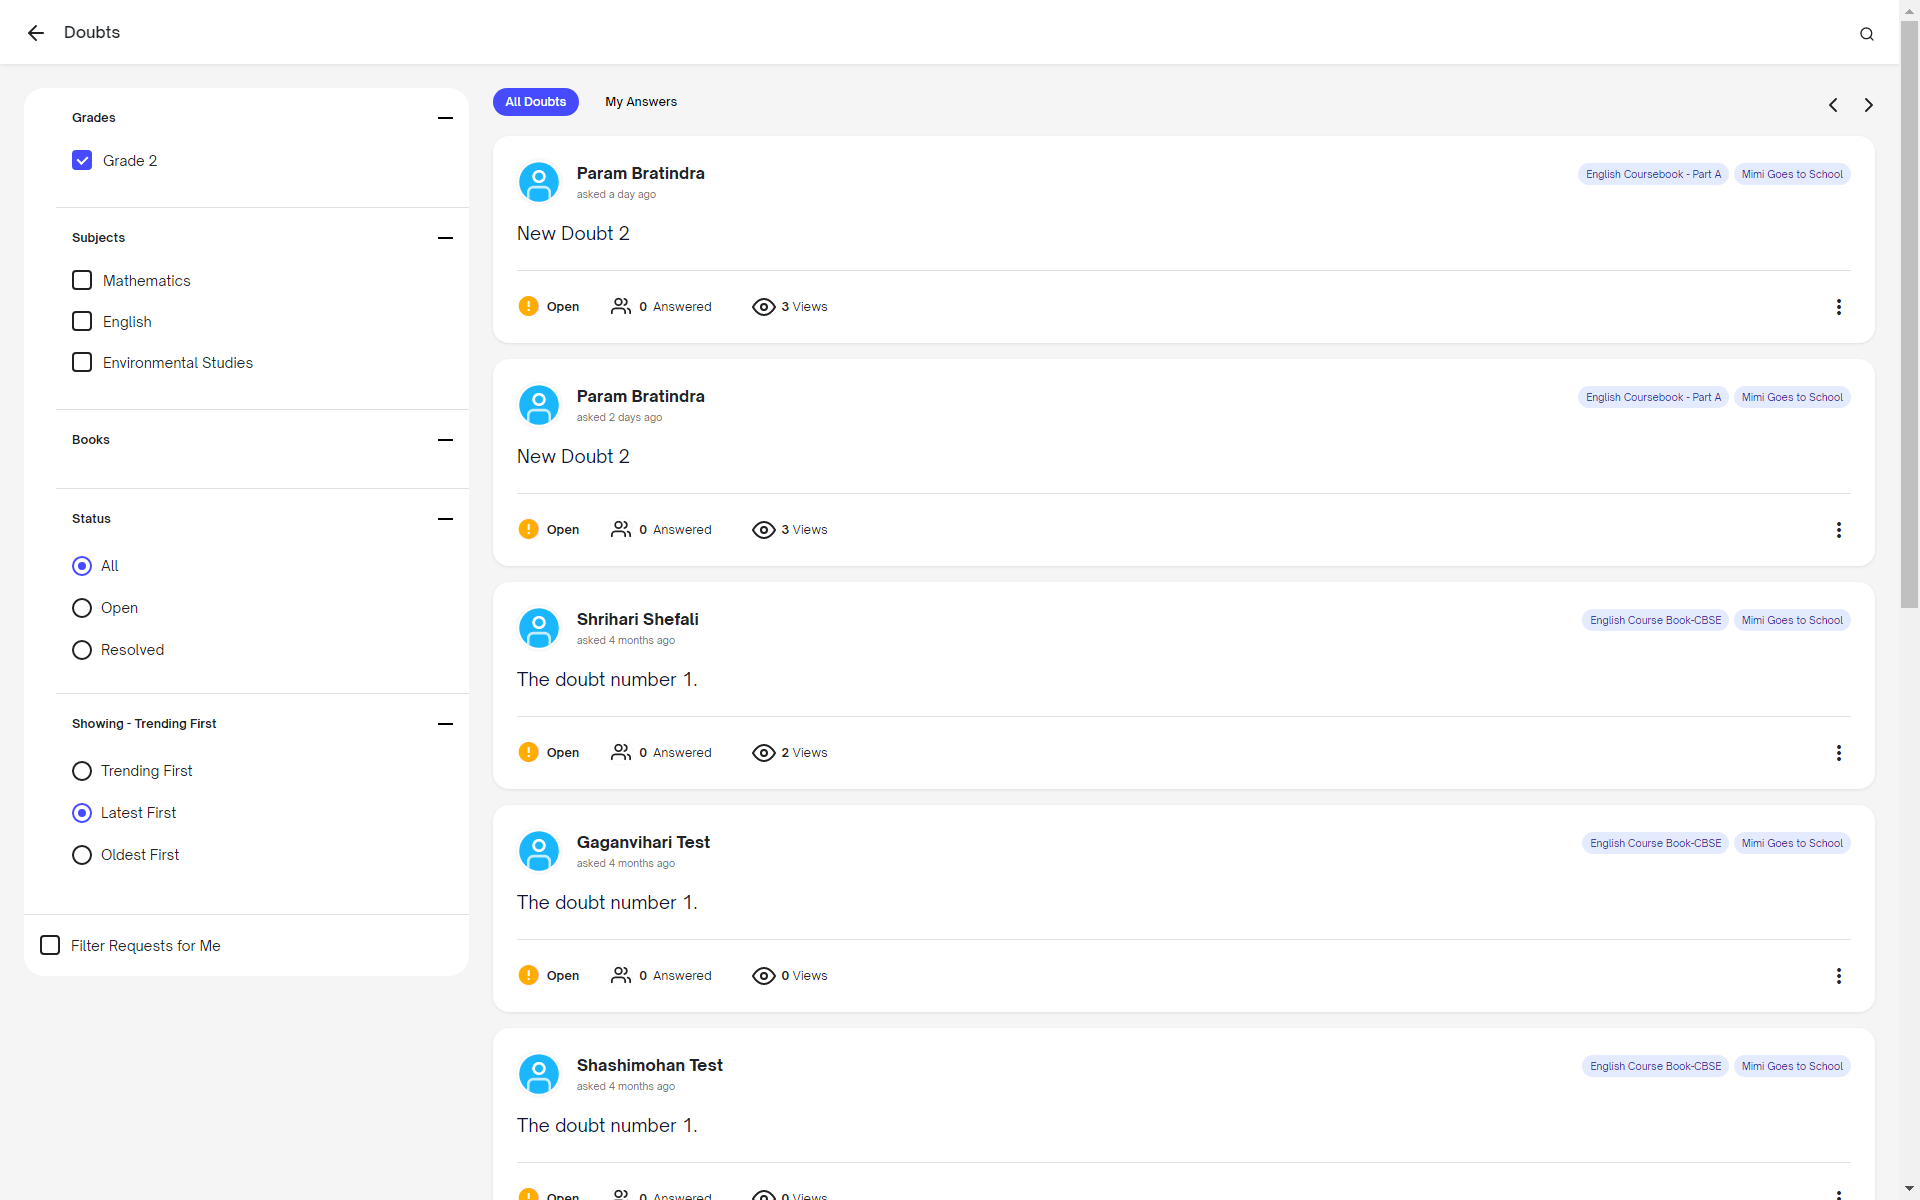 Doubts
Grades
Grade 2
Subjects
Mathematics
English
Environmental Studies
Books
Status
All
Open
Resolved
Showing - Trending First
Trending First
Latest First
Oldest First
Filter Requests for Me
All Doubts
My Answers
Param Bratindra
asked a day ago
English Coursebook - Part A
Mimi Goes to School
New Doubt 2
Open
0 Answered
3 Views
Param Bratindra
asked 2 days ago
English Coursebook - Part A
Mimi Goes to School
New Doubt 2
Open
0 Answered
3 Views
Shrihari Shefali
asked 4 months ago
English Course Book-CBSE
Mimi Goes to School
The doubt number 1.
Open
0 Answered
2 Views
Gaganvihari Test
asked 4 months ago
English Course Book-CBSE
Mimi Goes to School
The doubt number 1.
Open
0 Answered
0 Views
Shashimohan Test
asked 4 months ago
English Course Book-CBSE
Mimi Goes to School
The doubt number 1.
Open
0 Answered
0 Views